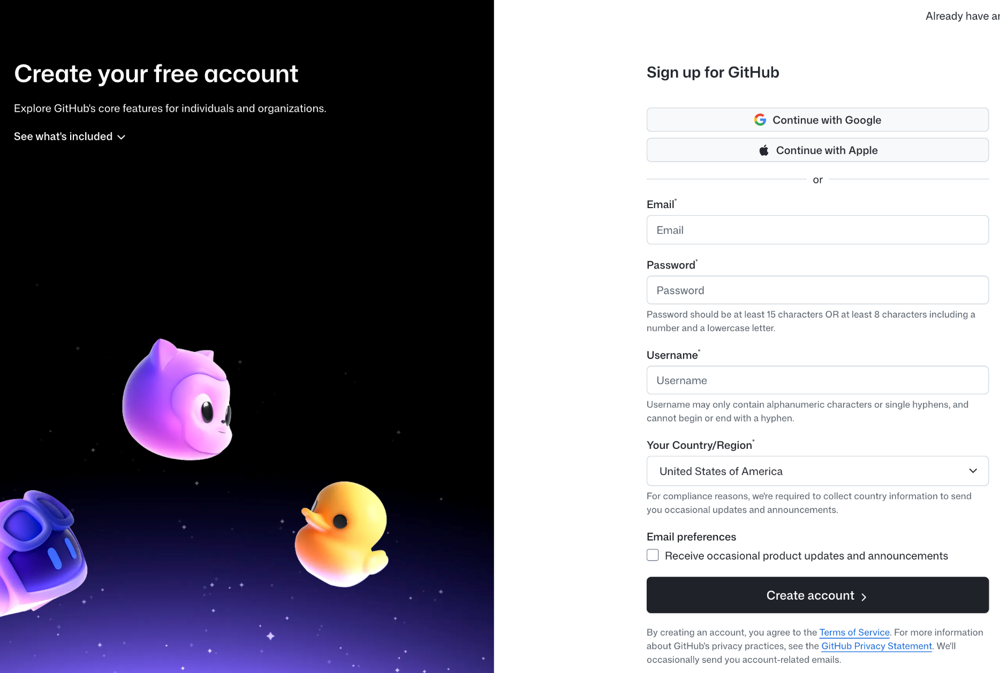 Already have an
Create your free account
Explore GitHub's core features for individuals and organizations.
See what's included
Sign up for GitHub
Continue with Google
Continue with Apple
or
Email*
Email
Password*
Password
Password should be at least 15 characters OR at least 8 characters including a
number and a lowercase letter.
Username*
Username
Username may only contain alphanumeric characters or single hyphens, and
cannot begin or end with a hyphen.
Your Country/Region*
United States of America
For compliance reasons, we're required to collect country information to send
you occasional updates and announcements.
Email preferences
Receive occasional product updates and announcements
Create account
By creating an account, you agree to the Terms of Service. For more information
about GitHub's privacy practices, see the GitHub Privacy Statement. We'll
occasionally send you account-related emails.